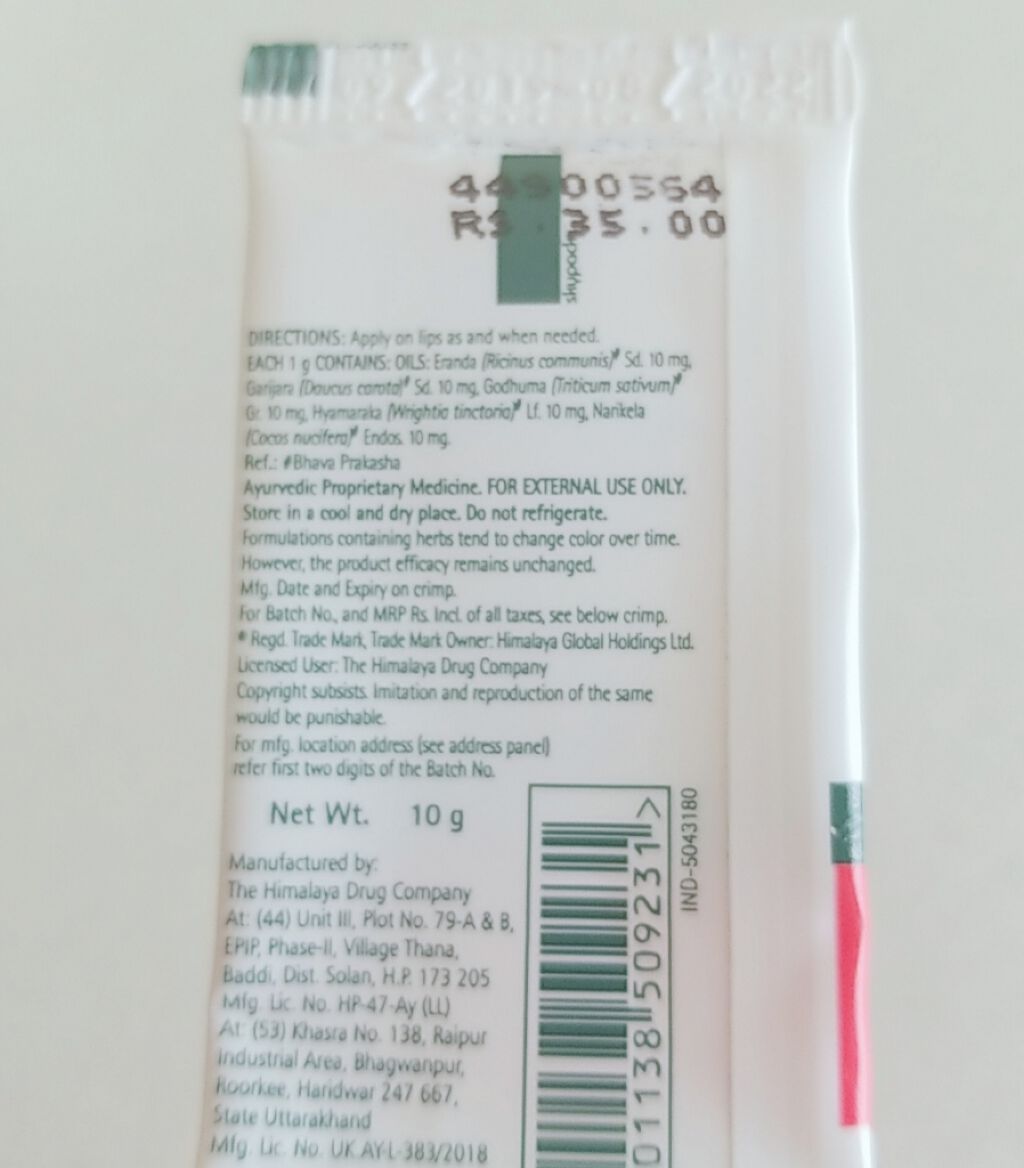 44900554
RS.35.00
skypack
DIRECTIONS: Apply on lips as and when needed.
EACH 1 g CONTAINS: OILS: Eranda (Ricinus communis)# Sd. 10 mg,
Garijara (Daucus carota)# Sd. 10 mg, Godhuma (Triticum sativum)#
Gr. 10 mg, Hyamaraka (Wrightia tinctoria)# Lf. 10 mg, Narikela
(Cocos nucifera)# Endos. 10 mg.
Ref.: #Bhava Prakasha
Ayurvedic Proprietary Medicine. FOR EXTERNAL USE ONLY.
Store in a cool and dry place. Do not refrigerate.
Formulations containing herbs tend to change color over time.
However, the product efficacy remains unchanged.
Mfg. Date and Expiry on crimp.
For Batch No., and MRP Rs. Incl. of all taxes, see below crimp.
* Regd. Trade Mark, Trade Mark Owner: Himalaya Global Holdings Ltd.
Licensed User: The Himalaya Drug Company
Copyright subsists. Imitation and reproduction of the same
would be punishable.
For mfg. location address (see address panel)
refer first two digits of the Batch No.
Net Wt. 10 g
Manufactured by:
The Himalaya Drug Company
At: (44) Unit III, Plot No. 79-A & B,
EPIP, Phase-II, Village Thana,
Baddi, Dist. Solan, H.P. 173 205
Mfg. Lic. No. HP-47-Ay (LL)
At: (53) Khasra No. 138, Raipur
Industrial Area, Bhagwanpur,
Roorkee, Haridwar 247 667,
State Uttarakhand
Mfg. Lic. No. UK.AY-L-383/2018
01138 509231 >
IND-5043180